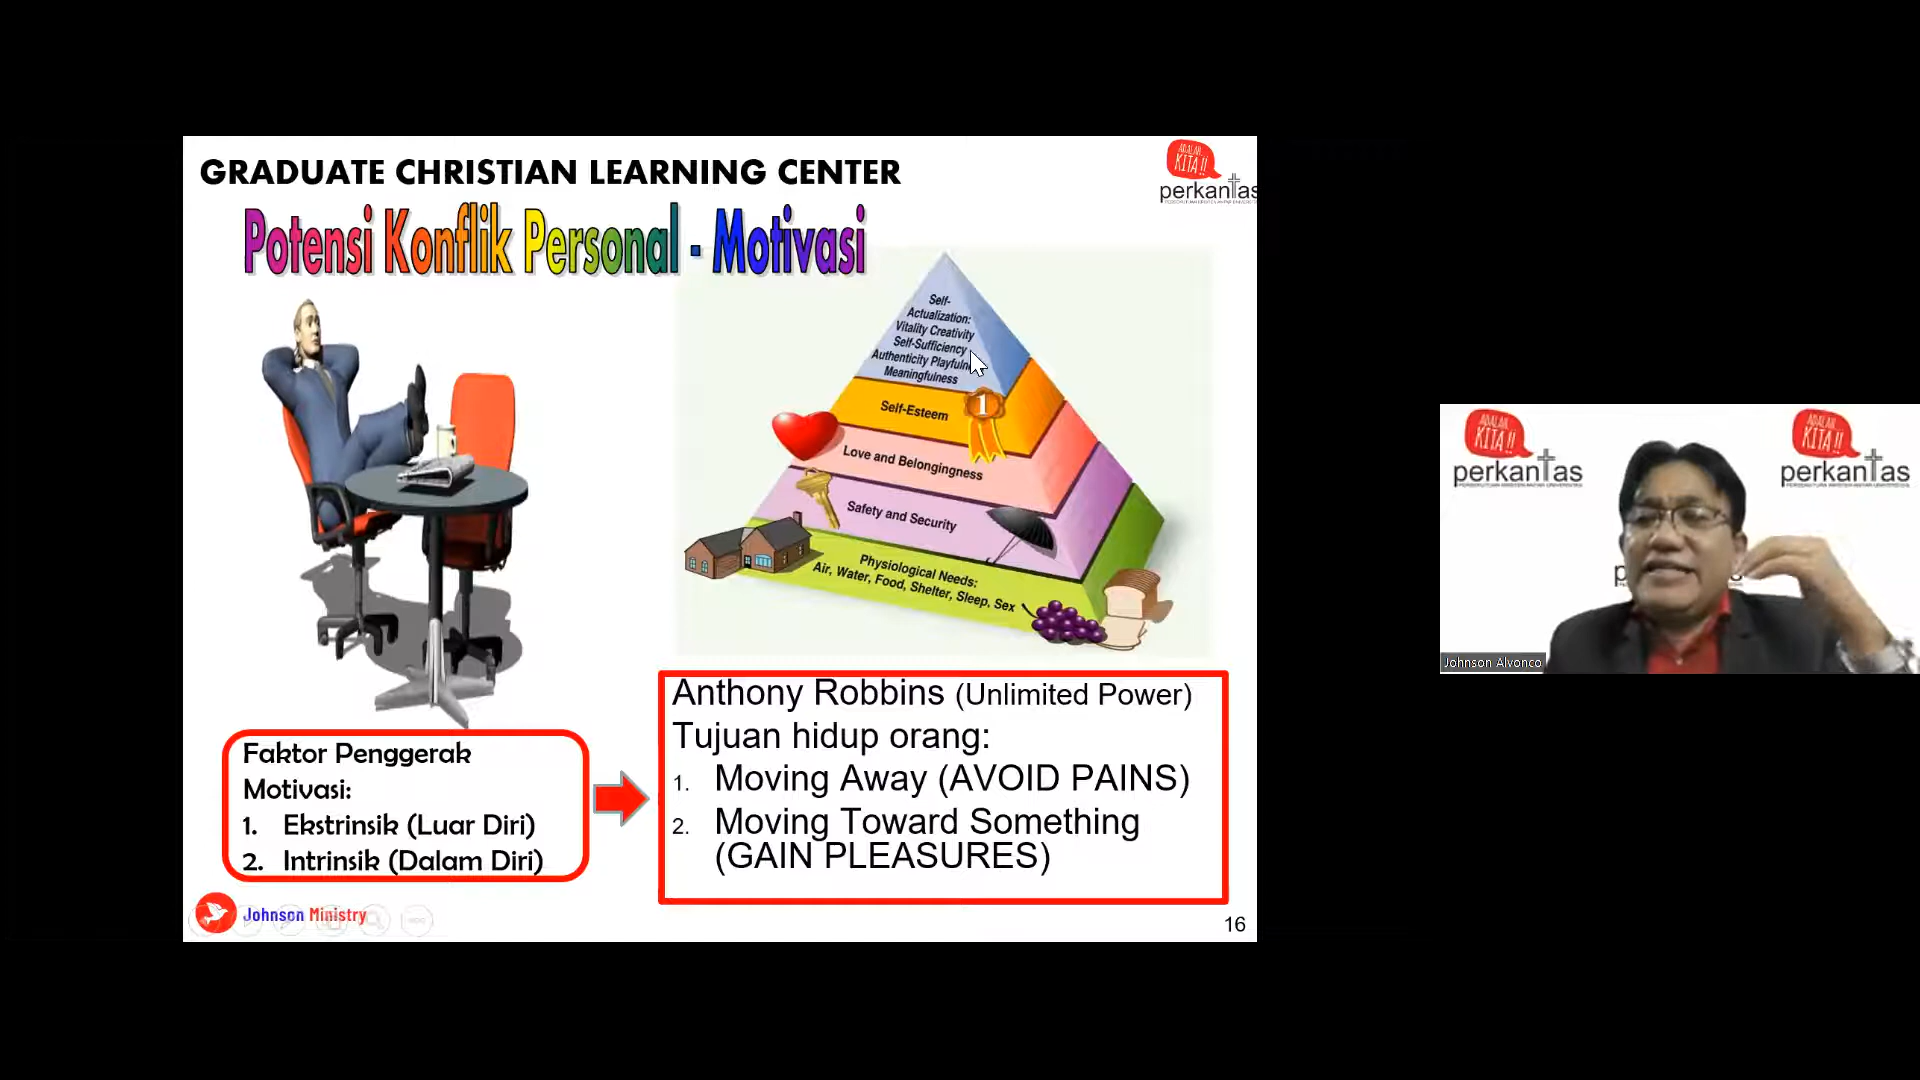 GRADUATE CHRISTIAN LEARNING CENTER
ADALAH...
KITA!!
perkantas
Potensi Konflik Personal - Motivasi
Self-
Actualization:
Vitality Creativity
Self-Sufficiency
Authenticity Playfuln
Meaningfulness
Self-Esteem
1
Love and Belongingness
Safety and Security
Physiological Needs:
Air, Water, Food, Shelter, Sleep, Sex
Faktor Penggerak
Motivasi:
1. Ekstrinsik (Luar Diri)
2. Intrinsik (Dalam Diri)
Anthony Robbins (Unlimited Power)
Tujuan hidup orang:
1. Moving Away (AVOID PAINS)
2. Moving Toward Something
(GAIN PLEASURES)
Johnson Ministry
16
ADALAH...
KITA!!
perkantas
ADALAH...
KITA!!
perkantas
Johnson Alvonco